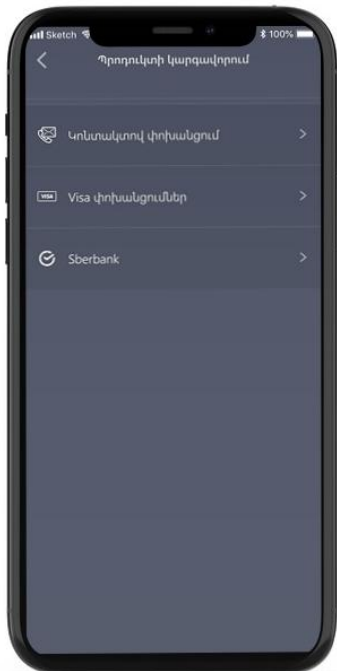 Sketch 100%
Պրոդուկտի կարգավորում
Կոնտակտով փոխանցում
VISA Visa փոխանցումներ
Sberbank